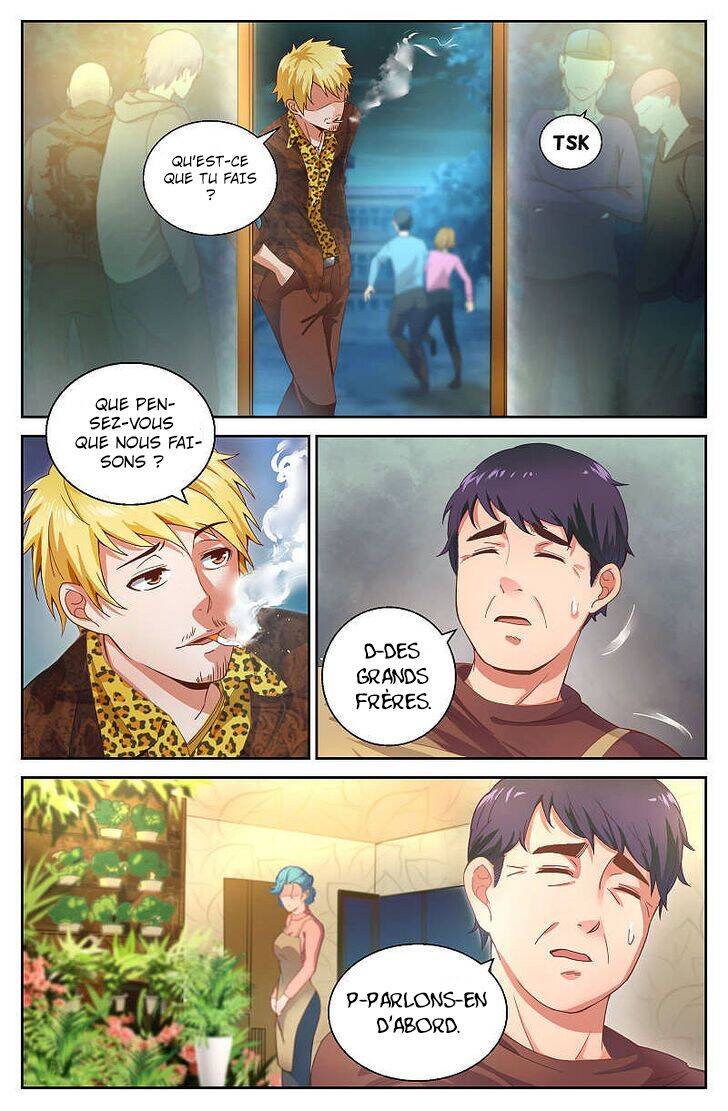 QU'EST-CE
QUE TU FAIS
?
TSK
QUE PEN-
SEZ-VOUS
QUE NOUS FAI-
SONS ?
D-DES
GRANDS
FRÈRES.
P-PARLONS-EN
D'ABORD.